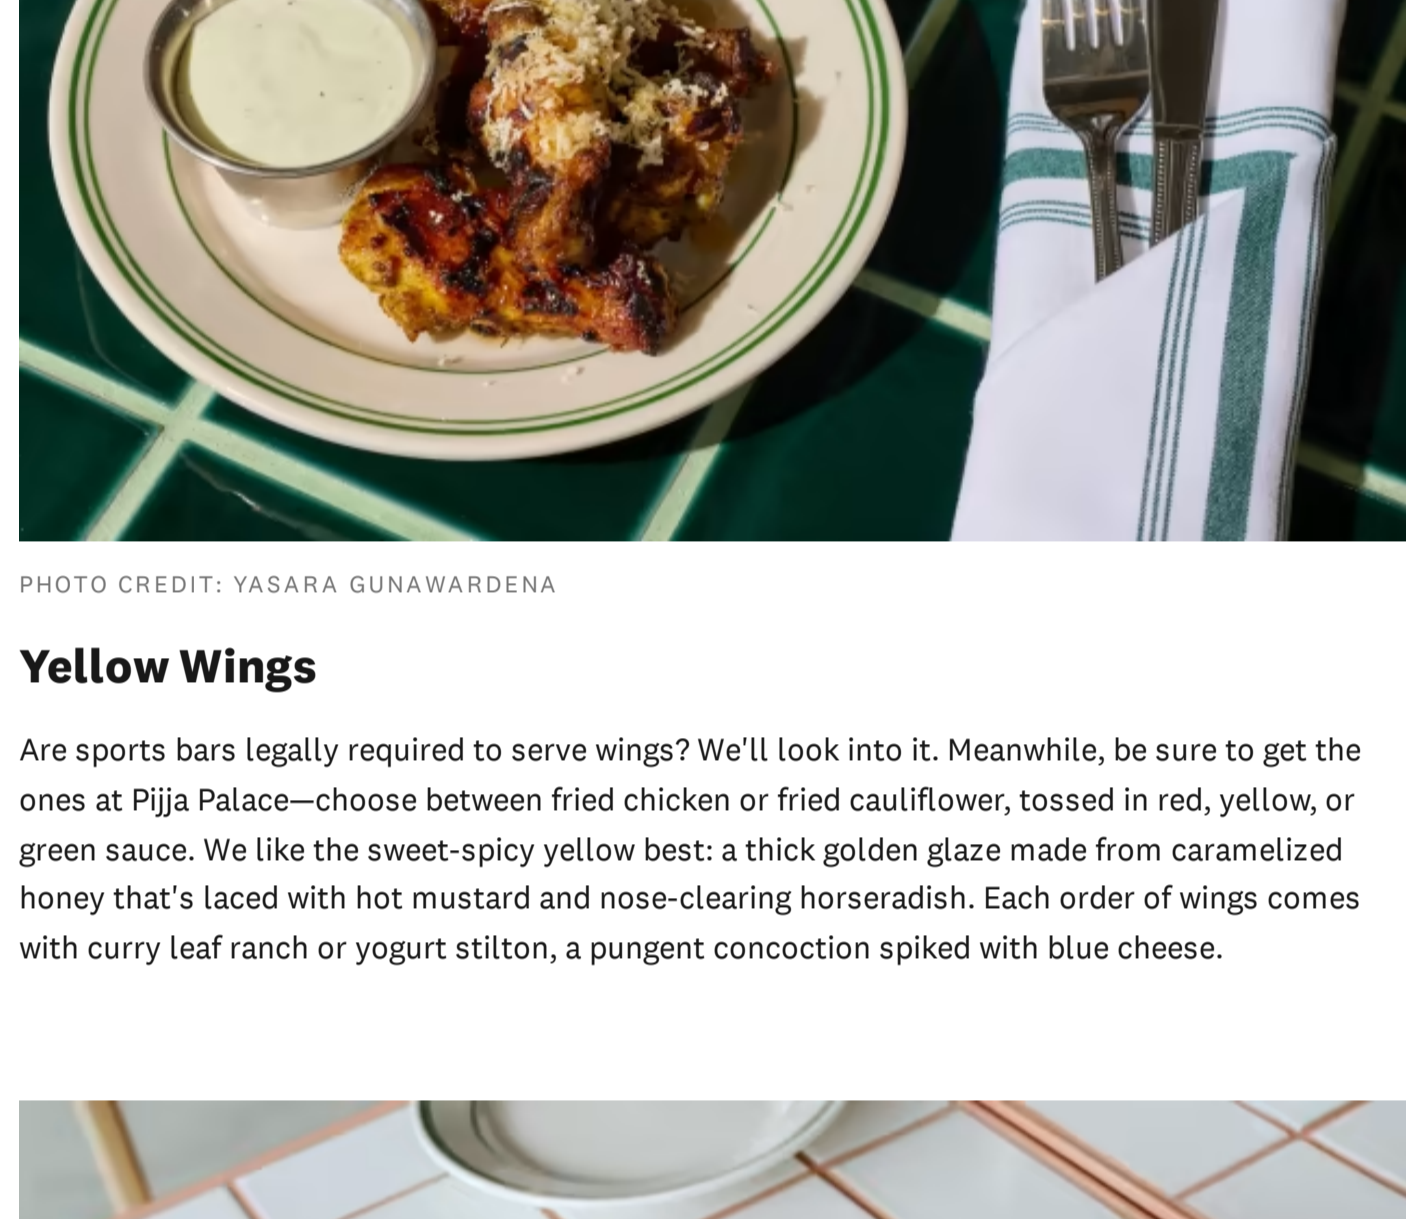 PHOTO CREDIT: YASARA GUNAWARDENA
Yellow Wings
Are sports bars legally required to serve wings? We'll look into it. Meanwhile, be sure to get the
ones at Pijja Palace—choose between fried chicken or fried cauliflower, tossed in red, yellow, or
green sauce. We like the sweet-spicy yellow best: a thick golden glaze made from caramelized
honey that's laced with hot mustard and nose-clearing horseradish. Each order of wings comes
with curry leaf ranch or yogurt stilton, a pungent concoction spiked with blue cheese.